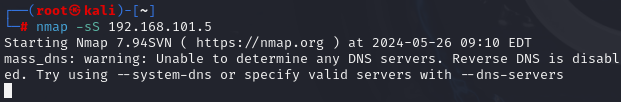 ┌──(root㉿kali)-[~]
└─# nmap -sS 192.168.101.5
Starting Nmap 7.94SVN ( https://nmap.org ) at 2024-05-26 09:10 EDT
mass_dns: warning: Unable to determine any DNS servers. Reverse DNS is disabl
ed. Try using --system-dns or specify valid servers with --dns-servers